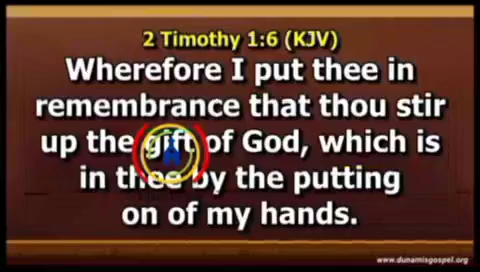 2 Timothy 1:6 (KJV)
Wherefore I put thee in
remembrance that thou stir
up the gift of God, which is
in thee by the putting
on of my hands.
www.dunamisgospel.org